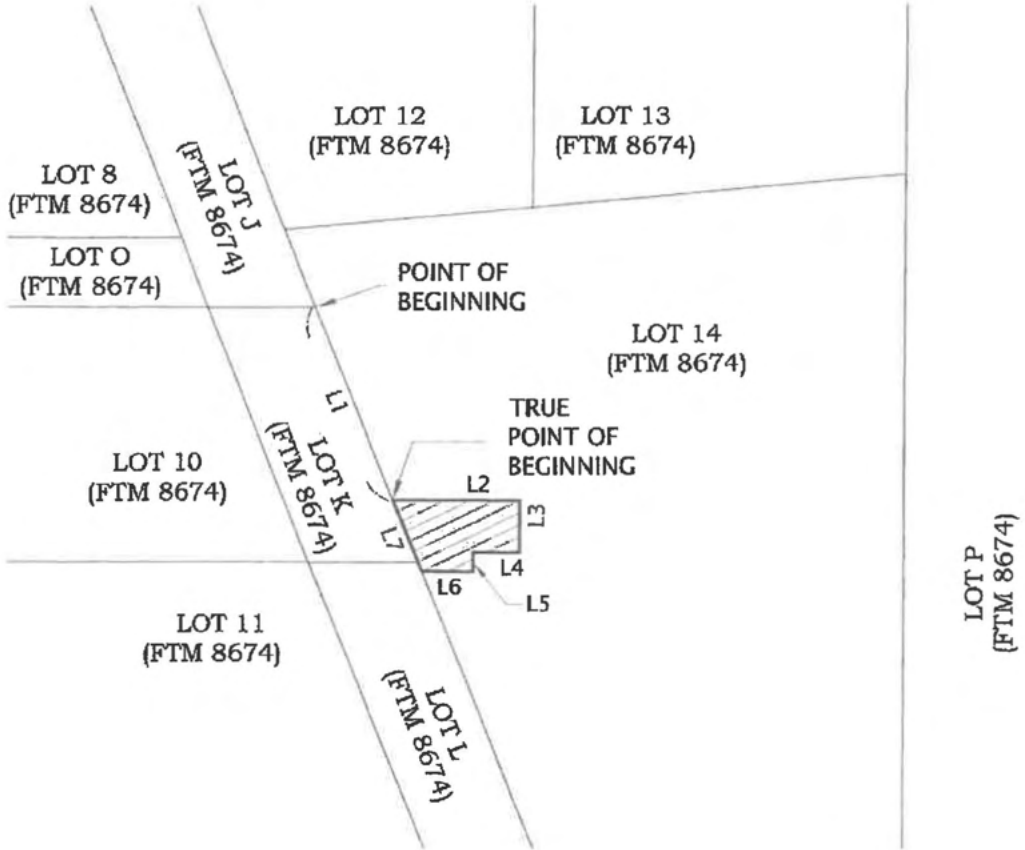 LOT 12
(FTM 8674)
LOT 13
(FTM 8674)
LOT J
(FTM 8674)
LOT 8
(FTM 8674)
LOT O
(FTM 8674)
POINT OF
BEGINNING
LOT 14
(FTM 8674)
L1
TRUE
POINT OF
BEGINNING
LOT K
(FTM 8674)
LOT 10
(FTM 8674)
L2
L3
L7
L4
L6
L5
LOT P
(FTM 8674)
LOT 11
(FTM 8674)
LOT L
(FTM 8674)